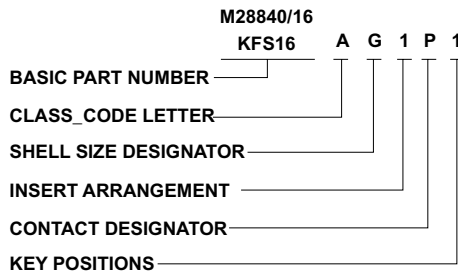 M28840/16
KFS16 A G 1 P 1
BASIC PART NUMBER
CLASS_CODE LETTER
SHELL SIZE DESIGNATOR
INSERT ARRANGEMENT
CONTACT DESIGNATOR
KEY POSITIONS